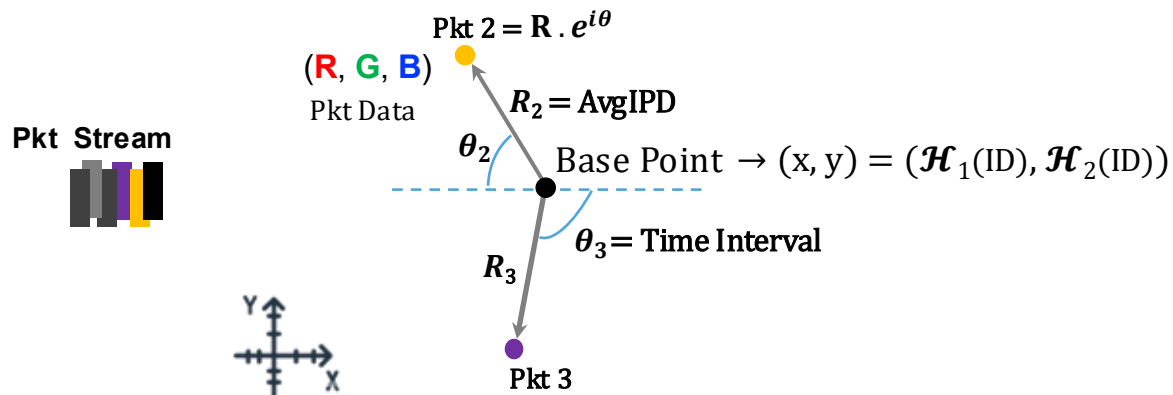 Pkt 2 = R . e^{iθ}
(R, G, B)
Pkt Data
R₂ = AvgIPD
Pkt Stream
θ₂
Base Point → (x, y) = (𝓗₁(ID), 𝓗₂(ID))
θ₃ = Time Interval
R₃
Y
X
Pkt 3